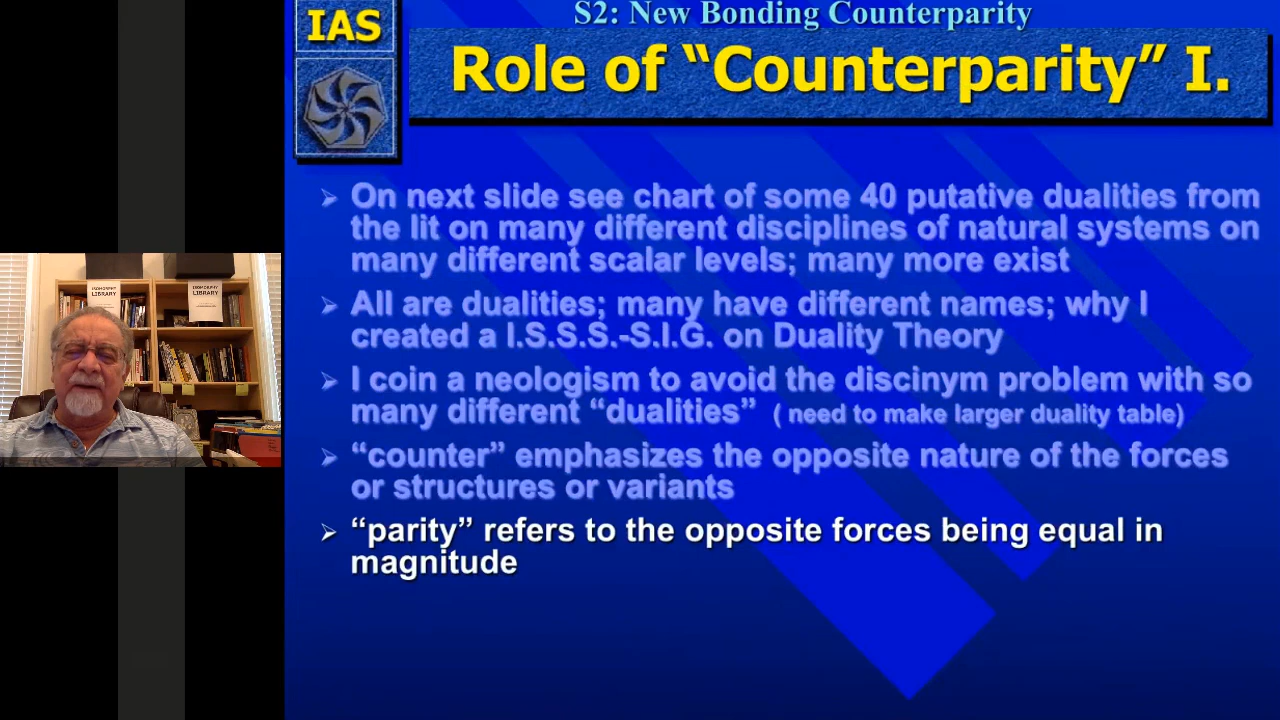 S2: New Bonding Counterparity
IAS
Role of “Counterparity” I.
On next slide see chart of some 40 putative dualities from
the lit on many different disciplines of natural systems on
many different scalar levels; many more exist
All are dualities; many have different names; why I
created a I.S.S.S.-S.I.G. on Duality Theory
I coin a neologism to avoid the discinym problem with so
many different “dualities” ( need to make larger duality table)
“counter” emphasizes the opposite nature of the forces
or structures or variants
“parity” refers to the opposite forces being equal in
magnitude
ISOMORPHY
LIBRARY
ISOMORPHY
LIBRARY